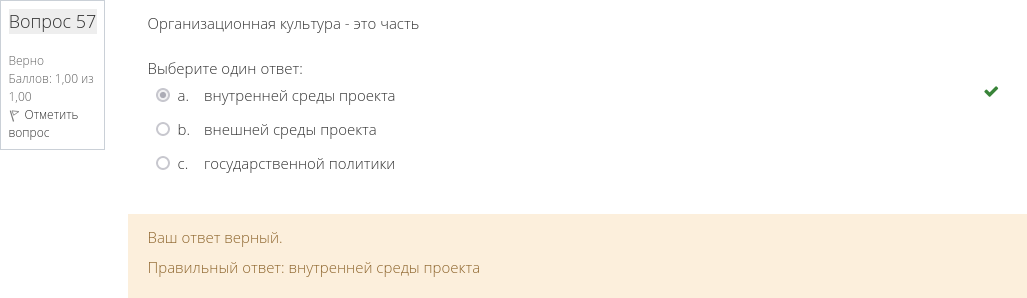 Вопрос 57
Верно
Баллов: 1,00 из
1,00
Отметить
вопрос
Организационная культура - это часть
Выберите один ответ:
a. внутренней среды проекта
b. внешней среды проекта
c. государственной политики
Ваш ответ верный.
Правильный ответ: внутренней среды проекта